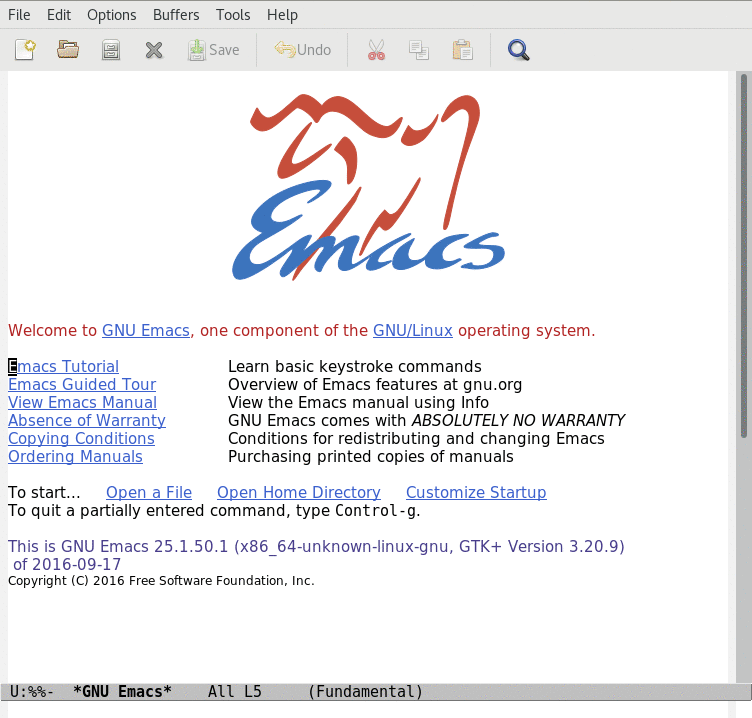 File Edit Options Buffers Tools Help
Save Undo
Emacs
Welcome to GNU Emacs, one component of the GNU/Linux operating system.
Emacs Tutorial Learn basic keystroke commands
Emacs Guided Tour Overview of Emacs features at gnu.org
View Emacs Manual View the Emacs manual using Info
Absence of Warranty GNU Emacs comes with ABSOLUTELY NO WARRANTY
Copying Conditions Conditions for redistributing and changing Emacs
Ordering Manuals Purchasing printed copies of manuals
To start... Open a File Open Home Directory Customize Startup
To quit a partially entered command, type Control-g.
This is GNU Emacs 25.1.50.1 (x86_64-unknown-linux-gnu, GTK+ Version 3.20.9)
of 2016-09-17
Copyright (C) 2016 Free Software Foundation, Inc.
U:%%- *GNU Emacs* All L5 (Fundamental)